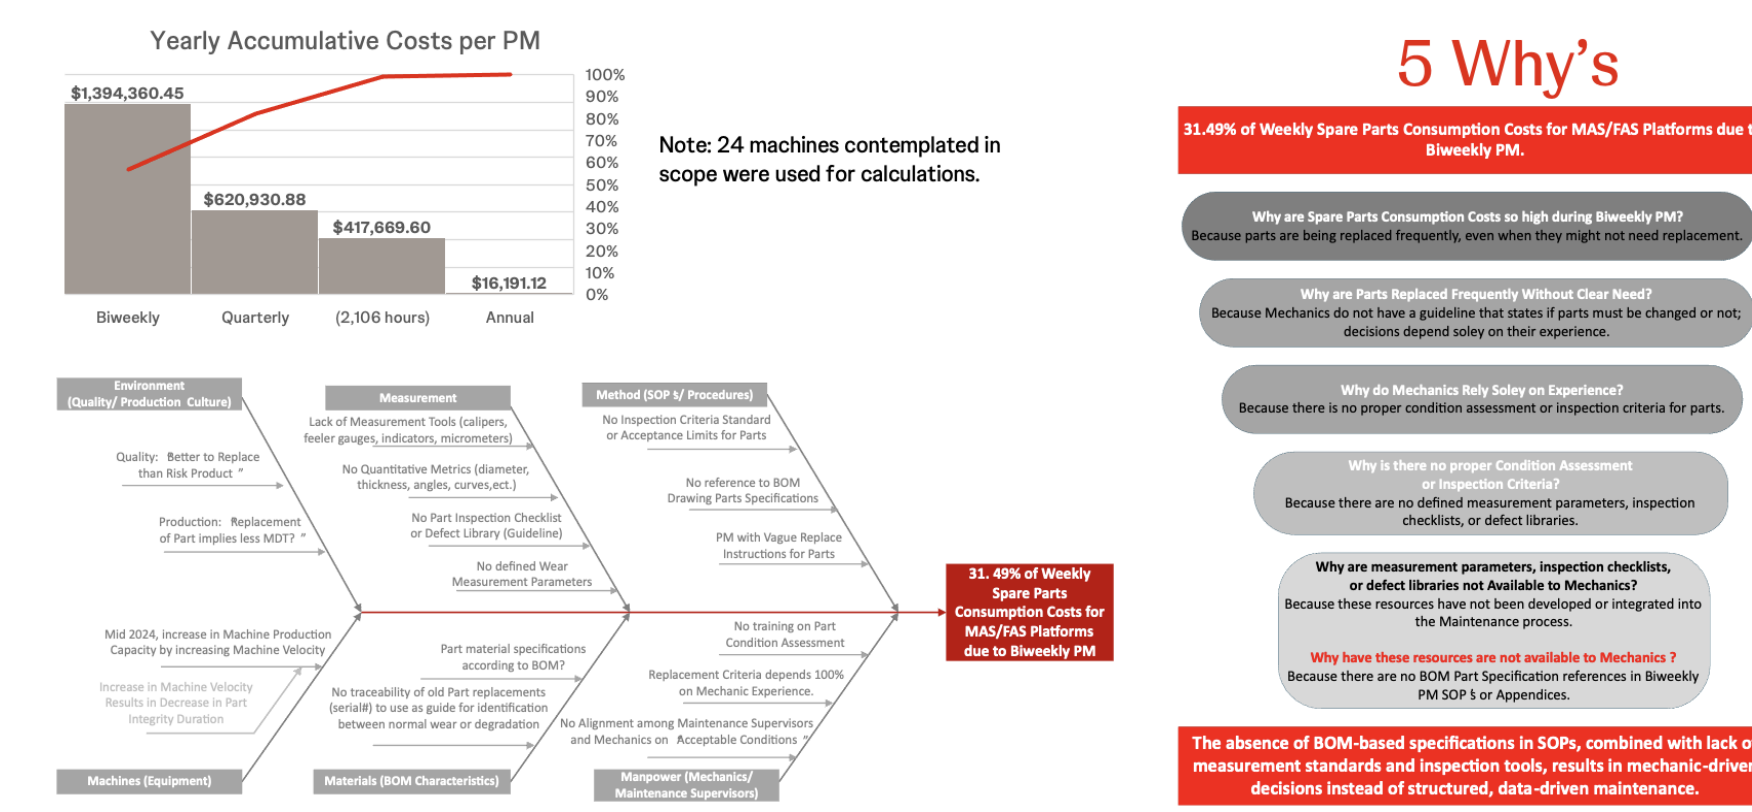 Yearly Accumulative Costs per PM
$1,394,360.45
$620,930.88
$417,669.60
$16,191.12
100%
90%
80%
70%
60%
50%
40%
30%
20%
10%
0%
Biweekly
Quarterly
(2,106 hours)
Annual
Note: 24 machines contemplated in
scope were used for calculations.
Environment
(Quality/ Production Culture)
Quality: Better to Replace
than Risk Product ”
Production: Replacement
of Part implies less MDT? ”
Measurement
Lack of Measurement Tools (calipers,
feeler gauges, indicators, micrometers)
No Quantitative Metrics (diameter,
thickness, angles, curves,ect.)
No Part Inspection Checklist
or Defect Library (Guideline)
No defined Wear
Measurement Parameters
Method (SOP s/ Procedures)
No Inspection Criteria Standard
or Acceptance Limits for Parts
No reference to BOM
Drawing Parts Specifications
PM with Vague Replace
Instructions for Parts
31. 49% of Weekly
Spare Parts
Consumption Costs for
MAS/FAS Platforms
due to Biweekly PM
Mid 2024, increase in Machine Production
Capacity by increasing Machine Velocity
Increase in Machine Velocity
Results in Decrease in Part
Integrity Duration
Machines (Equipment)
Part material specifications
according to BOM?
No traceability of old Part replacements
(serial#) to use as guide for identification
between normal wear or degradation
Materials (BOM Characteristics)
No training on Part
Condition Assessment
Replacement Criteria depends 100%
on Mechanic Experience.
No Alignment among Maintenance Supervisors
and Mechanics on Acceptable Conditions ”
Manpower (Mechanics/
Maintenance Supervisors)
5 Why’s
31.49% of Weekly Spare Parts Consumption Costs for MAS/FAS Platforms due
Biweekly PM.
Why are Spare Parts Consumption Costs so high during Biweekly PM?
Because parts are being replaced frequently, even when they might not need replacement.
Why are Parts Replaced Frequently Without Clear Need?
Because Mechanics do not have a guideline that states if parts must be changed or not;
decisions depend soley on their experience.
Why do Mechanics Rely Soley on Experience?
Because there is no proper condition assessment or inspection criteria for parts.
Why is there no proper Condition Assessment
or Inspection Criteria?
Because there are no defined measurement parameters, inspection
checklists, or defect libraries.
Why are measurement parameters, inspection checklists,
or defect libraries not Available to Mechanics?
Because these resources have not been developed or integrated into
the Maintenance process.
Why have these resources are not available to Mechanics ?
Because there are no BOM Part Specification references in Biweekly
PM SOP s or Appendices.
The absence of BOM-based specifications in SOPs, combined with lack
measurement standards and inspection tools, results in mechanic-driven
decisions instead of structured, data-driven maintenance.